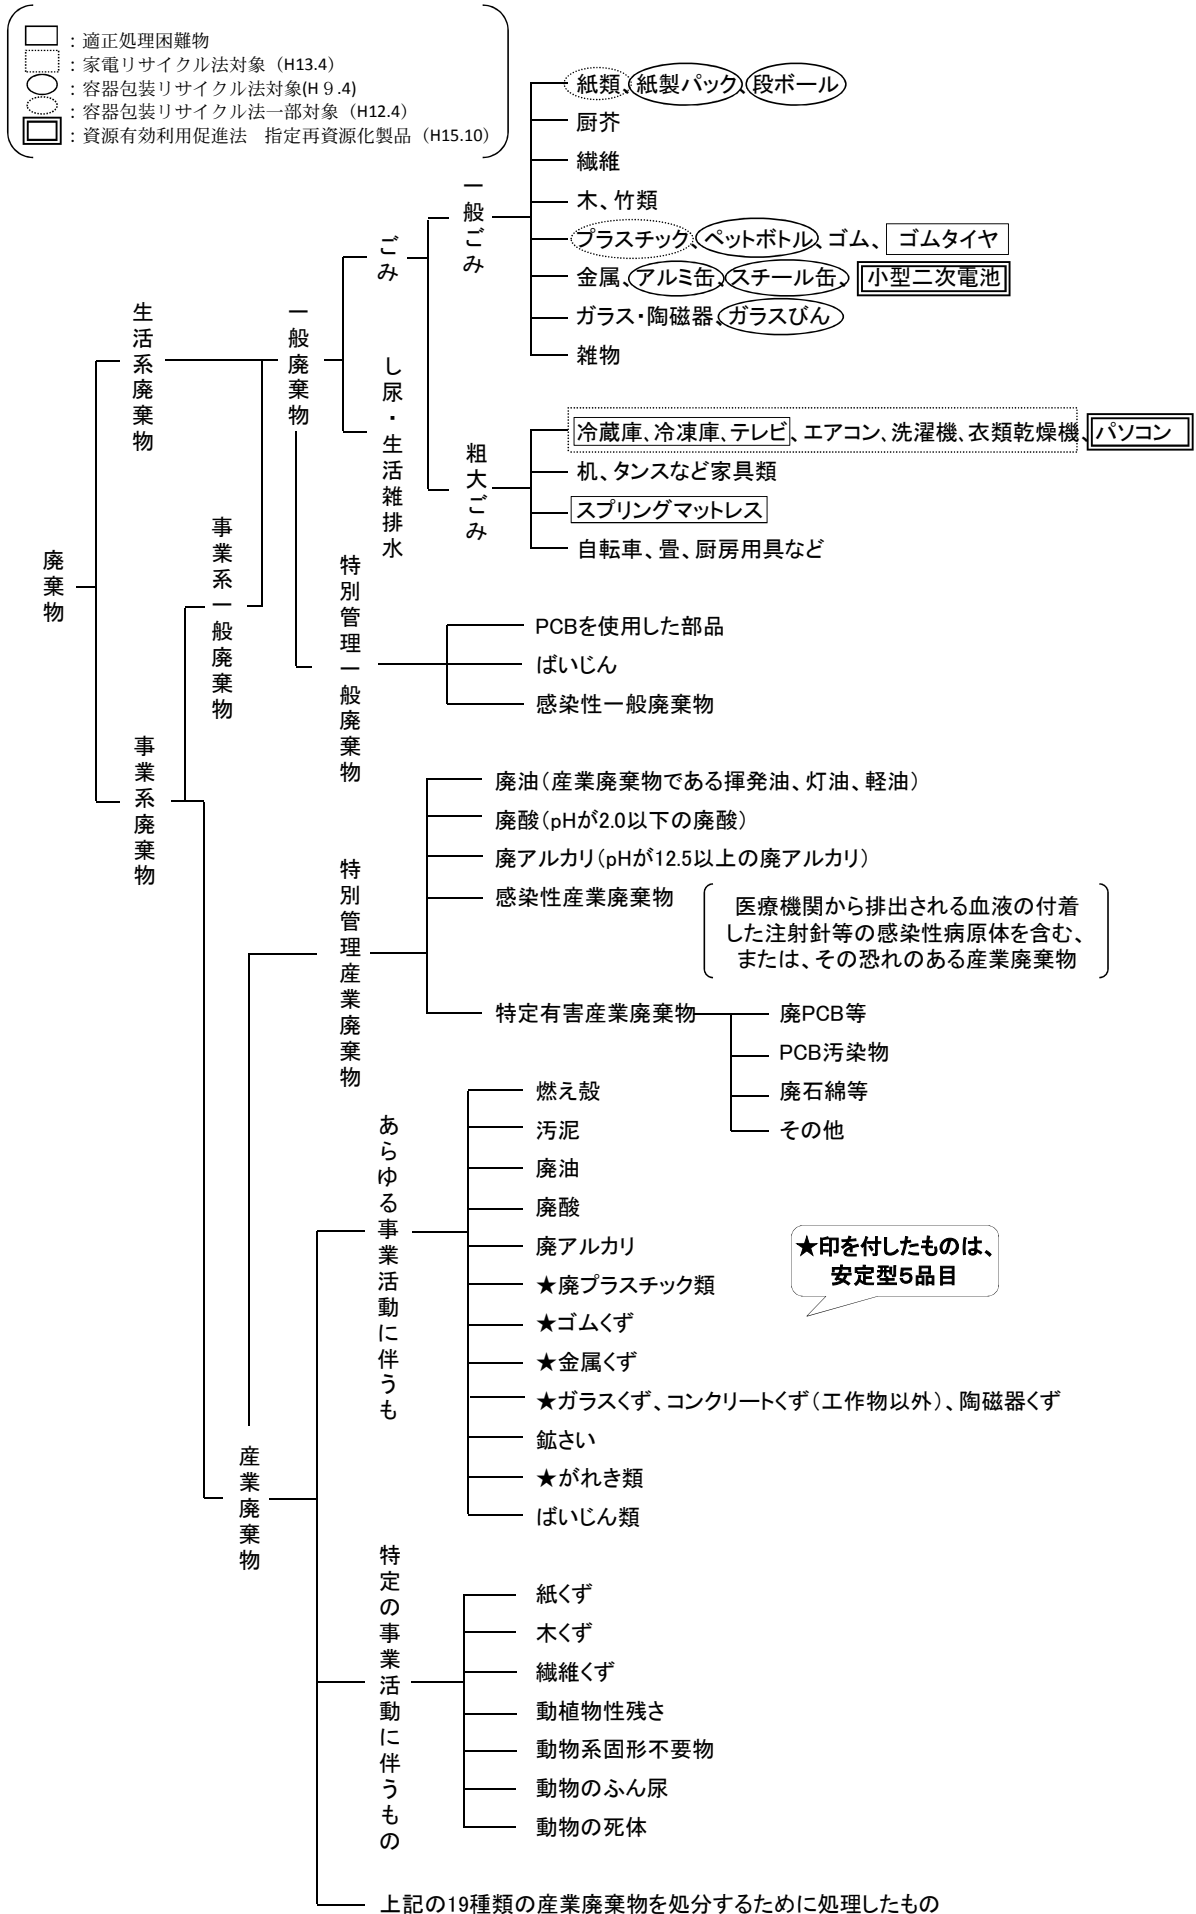 ：適正処理困難物
：家電リサイクル法対象（H13.4）
：容器包装リサイクル法対象(H９.4)
：容器包装リサイクル法一部対象（H12.4）
：資源有効利用促進法　指定再資源化製品（H15.10）
廃棄物
生活系廃棄物
事業系廃棄物
事業系一般廃棄物
一般廃棄物
ごみ
し尿・生活雑排水
一般ごみ
紙類、紙製パック、段ボール
厨芥
繊維
木、竹類
プラスチック、ペットボトル、ゴム、ゴムタイヤ
金属、アルミ缶、スチール缶、小型二次電池
ガラス・陶磁器、ガラスびん
雑物
粗大ごみ
冷蔵庫、冷凍庫、テレビ、エアコン、洗濯機、衣類乾燥機、パソコン
机、タンスなど家具類
スプリングマットレス
自転車、畳、厨房用具など
特別管理一般廃棄物
PCBを使用した部品
ばいじん
感染性一般廃棄物
産業廃棄物
特別管理産業廃棄物
廃油（産業廃棄物である揮発油、灯油、軽油）
廃酸（pHが2.0以下の廃酸）
廃アルカリ（pHが12.5以上の廃アルカリ）
感染性産業廃棄物
医療機関から排出される血液の付着
した注射針等の感染性病原体を含む、
または、その恐れのある産業廃棄物
特定有害産業廃棄物
廃PCB等
PCB汚染物
廃石綿等
その他
あらゆる事業活動に伴うも
燃え殻
汚泥
廃油
廃酸
廃アルカリ
★廃プラスチック類
★ゴムくず
★金属くず
★ガラスくず、コンクリートくず（工作物以外）、陶磁器くず
鉱さい
★がれき類
ばいじん類
★印を付したものは、
安定型５品目
特定の事業活動に伴うもの
紙くず
木くず
繊維くず
動植物性残さ
動物系固形不要物
動物のふん尿
動物の死体
上記の19種類の産業廃棄物を処分するために処理したもの